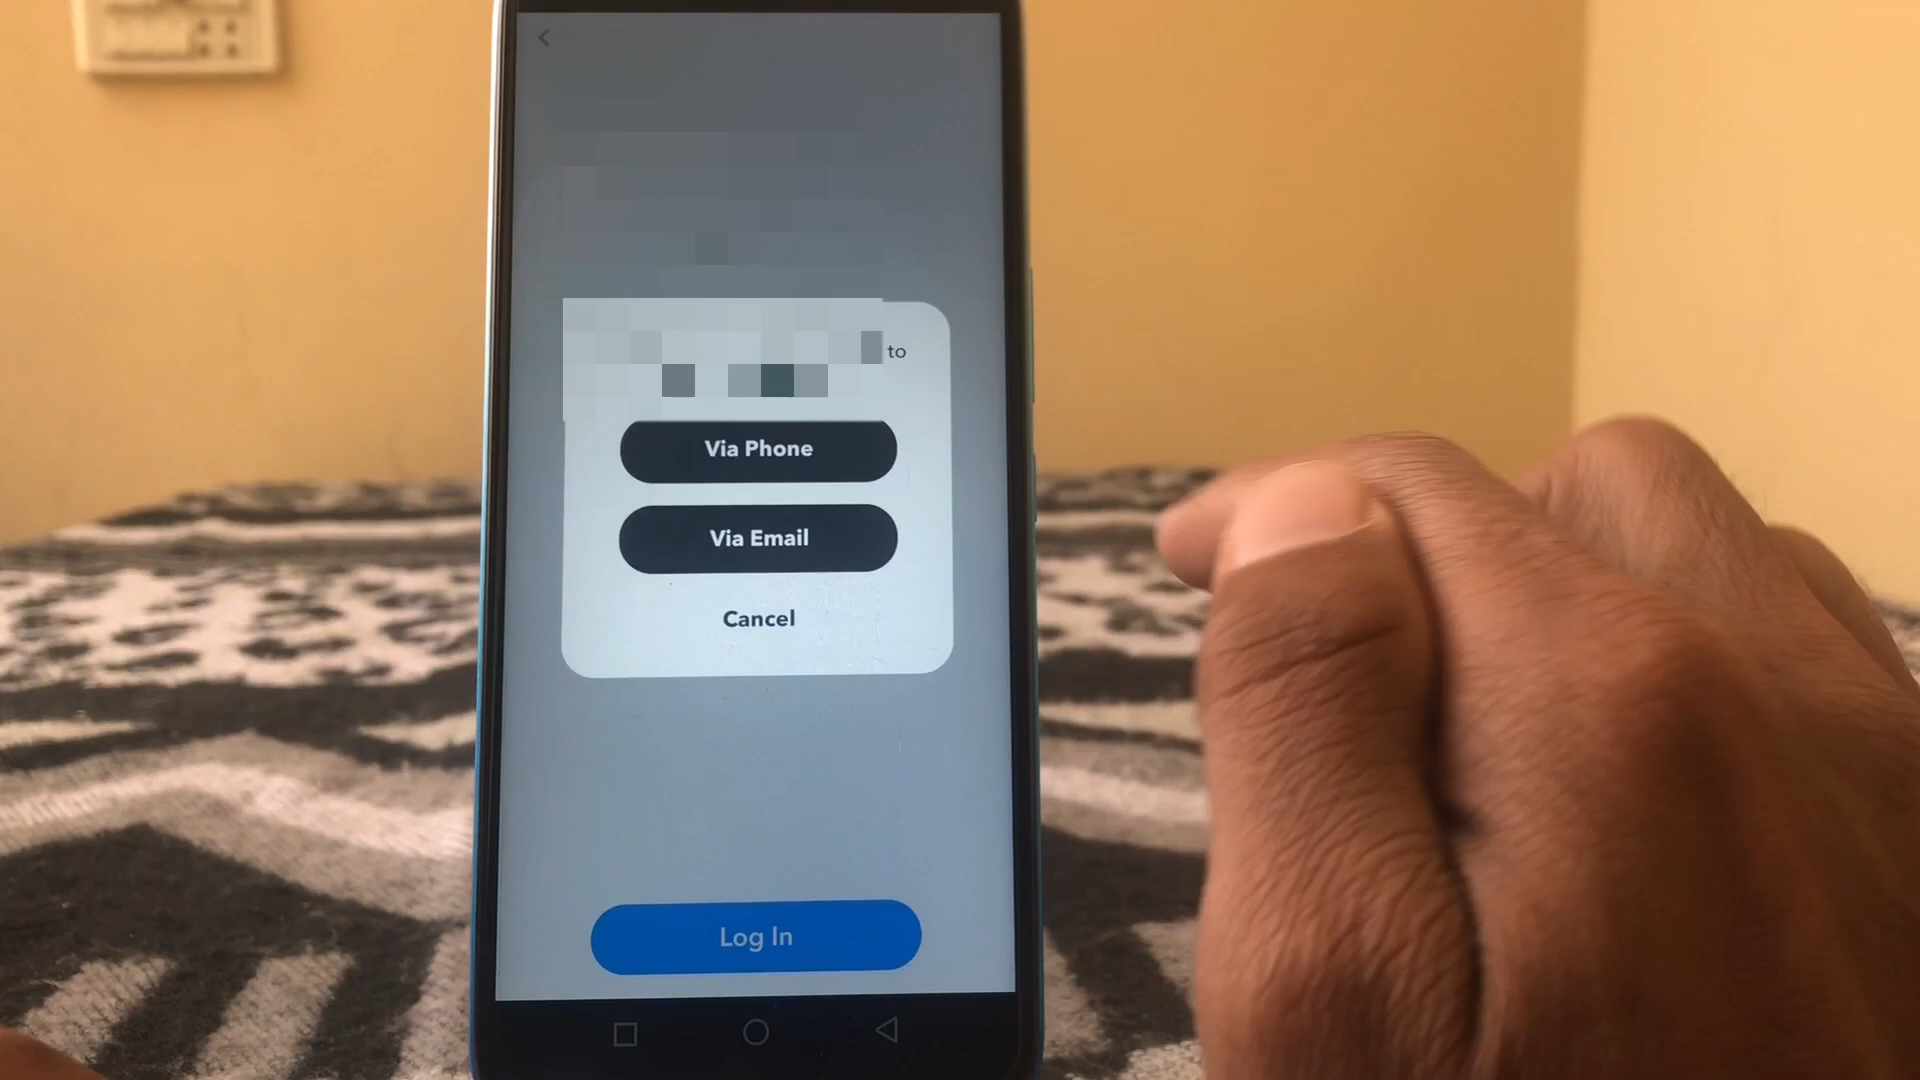 to
Via Phone
Via Email
Cancel
Log In